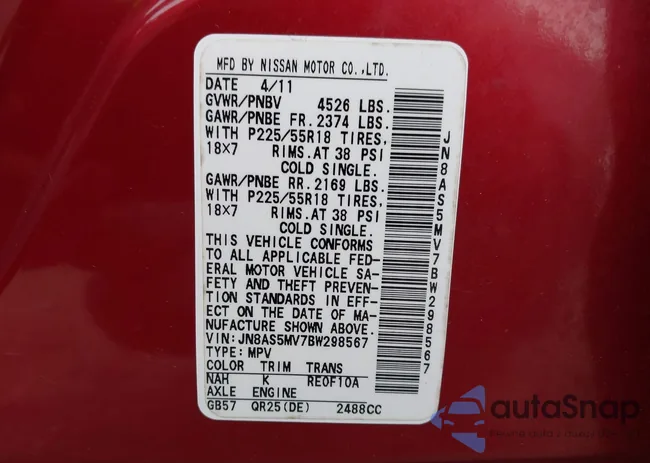 MFD BY NISSAN MOTOR CO.,LTD.
DATE 4/11
GVWR/PNBV 4526 LBS.
GAWR/PNBE FR. 2374 LBS.
WITH P225/55R18 TIRES,
18×7 RIMS.AT 38 PSI
COLD SINGLE.
GAWR/PNBE RR. 2169 LBS.
WITH P225/55R18 TIRES,
18×7 RIMS.AT 38 PSI
COLD SINGLE.
THIS VEHICLE CONFORMS
TO ALL APPLICABLE FED-
ERAL MOTOR VEHICLE SA-
FETY AND THEFT PREVEN-
TION STANDARDS IN EFF-
ECT ON THE DATE OF MA-
NUFACTURE SHOWN ABOVE.
VIN:JN8AS5MV7BW298567
TYPE:MPV
COLOR TRIM TRANS
NAH K RE0F10A
AXLE ENGINE
GB57 QR25(DE) 2488CC
JN8AS5MV7BW298567
autoSnap